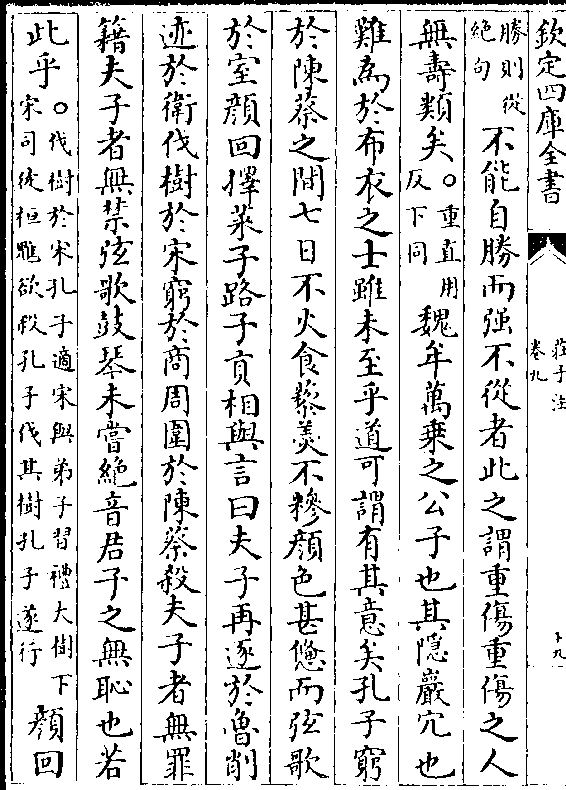 欽定四庫全書
莊子注
卷九
十九
勝則從
絶句
不能自勝而强不從者此之謂重傷重傷之人
無壽類矣○重直用
反下同
魏牟萬乗之公子也其隱巖穴也
難為於布衣之士雖未至乎道可謂有其意矣孔子窮
於陳蔡之間七日不火食藜羮不糝顔色甚憊而弦歌
於室顔回擇菜子路子貢相與言曰夫子再逐於魯削
迹於衛伐樹於宋窮於商周圍於陳蔡殺夫子者無罪
籍夫子者無禁弦歌鼓琴未嘗絶音君子之無恥也若
此乎○伐樹於宋孔子適宋與弟子習禮大樹下
宋司徒桓魋欲殺孔子伐其樹孔子遂行
顔回